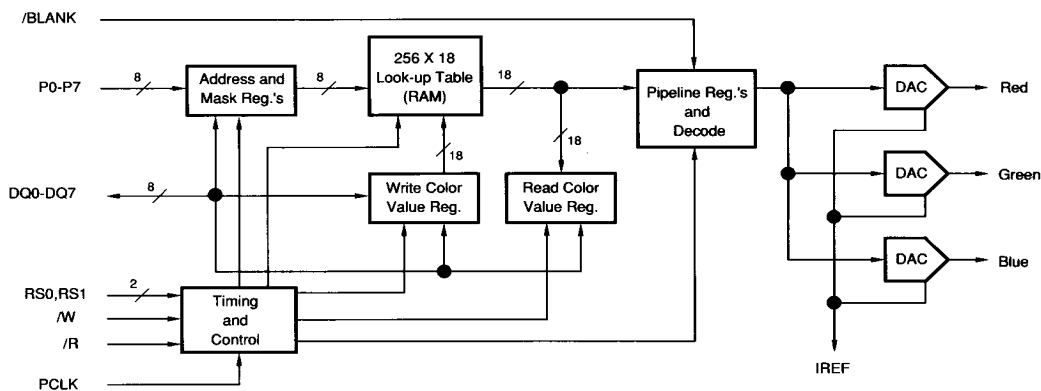 /BLANK
P0-P7
8
Address and
Mask Reg.'s
8
256 X 18
Look-up Table
(RAM)
18
Pipeline Reg.'s
and
Decode
DAC
Red
18
18
DQ0-DQ7
8
Write Color
Value Reg.
Read Color
Value Reg.
DAC
Green
DAC
Blue
RS0,RS1
2
/W
/R
PCLK
Timing
and
Control
IREF